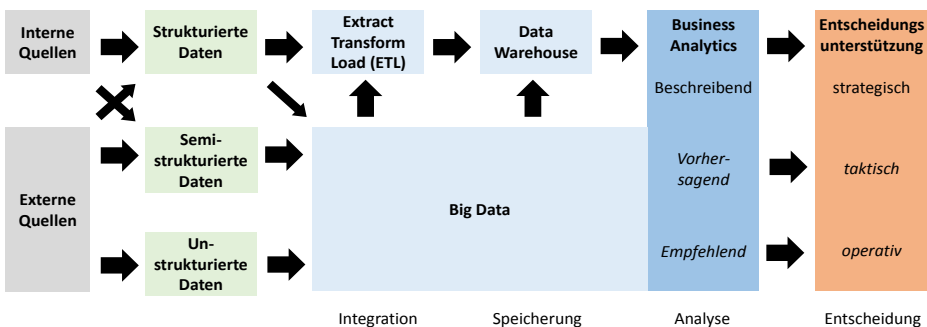 Interne
Quellen
Strukturierte
Daten
Extract
Transform
Load (ETL)
Data
Warehouse
Business
Analytics
Entscheidungs
unterstützung
Beschreibend
strategisch
Externe
Quellen
Semi-
strukturierte
Daten
Un-
strukturierte
Daten
Big Data
Vorher-
sagend
taktisch
Empfehlend
operativ
Integration
Speicherung
Analyse
Entscheidung